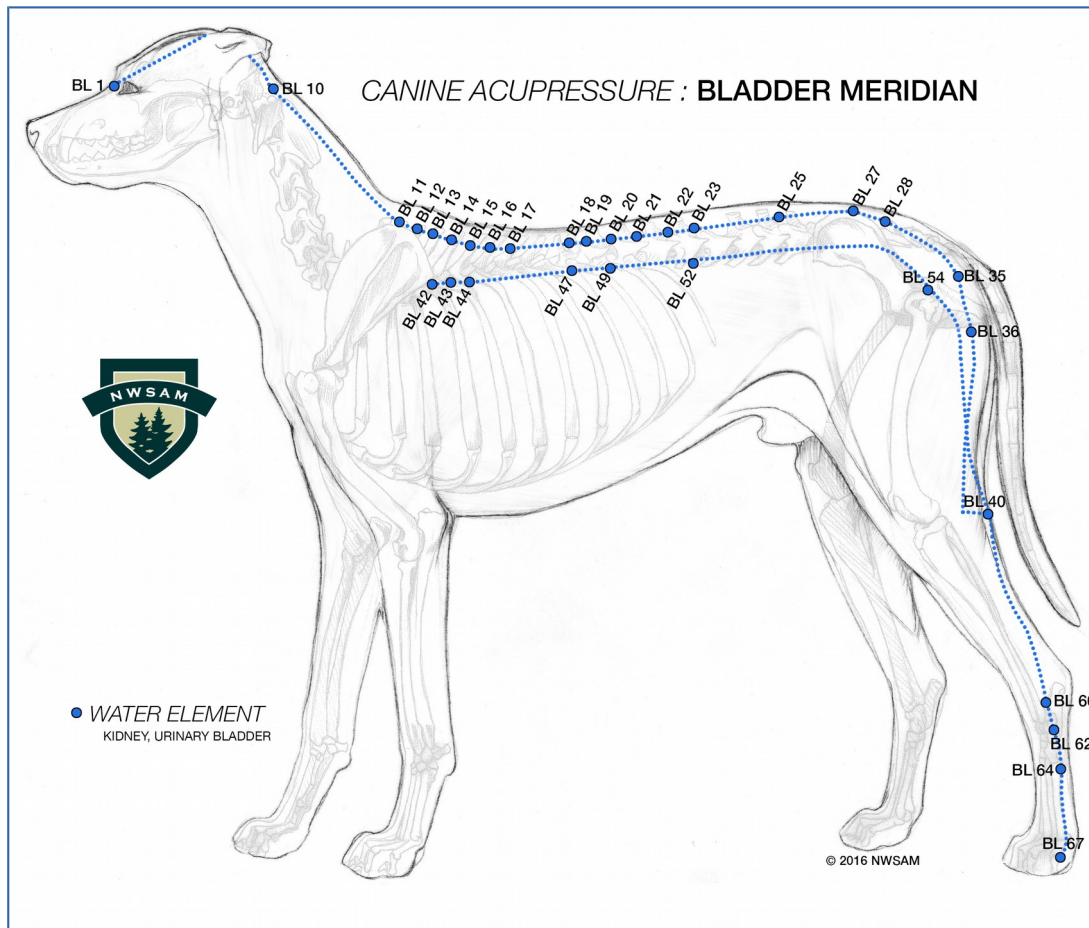 CANINE ACUPRESSURE : BLADDER MERIDIAN
BL 1
BL 10
BL 11
BL 12
BL 13
BL 14
BL 15
BL 16
BL 17
BL 18
BL 19
BL 20
BL 21
BL 22
BL 23
BL 25
BL 27
BL 28
BL 35
BL 36
BL 42
BL 43
BL 44
BL 47
BL 49
BL 52
BL 54
BL 40
NWSAM
WATER ELEMENT
KIDNEY, URINARY BLADDER
BL 60
BL 62
BL 64
BL 67
© 2016 NWSAM